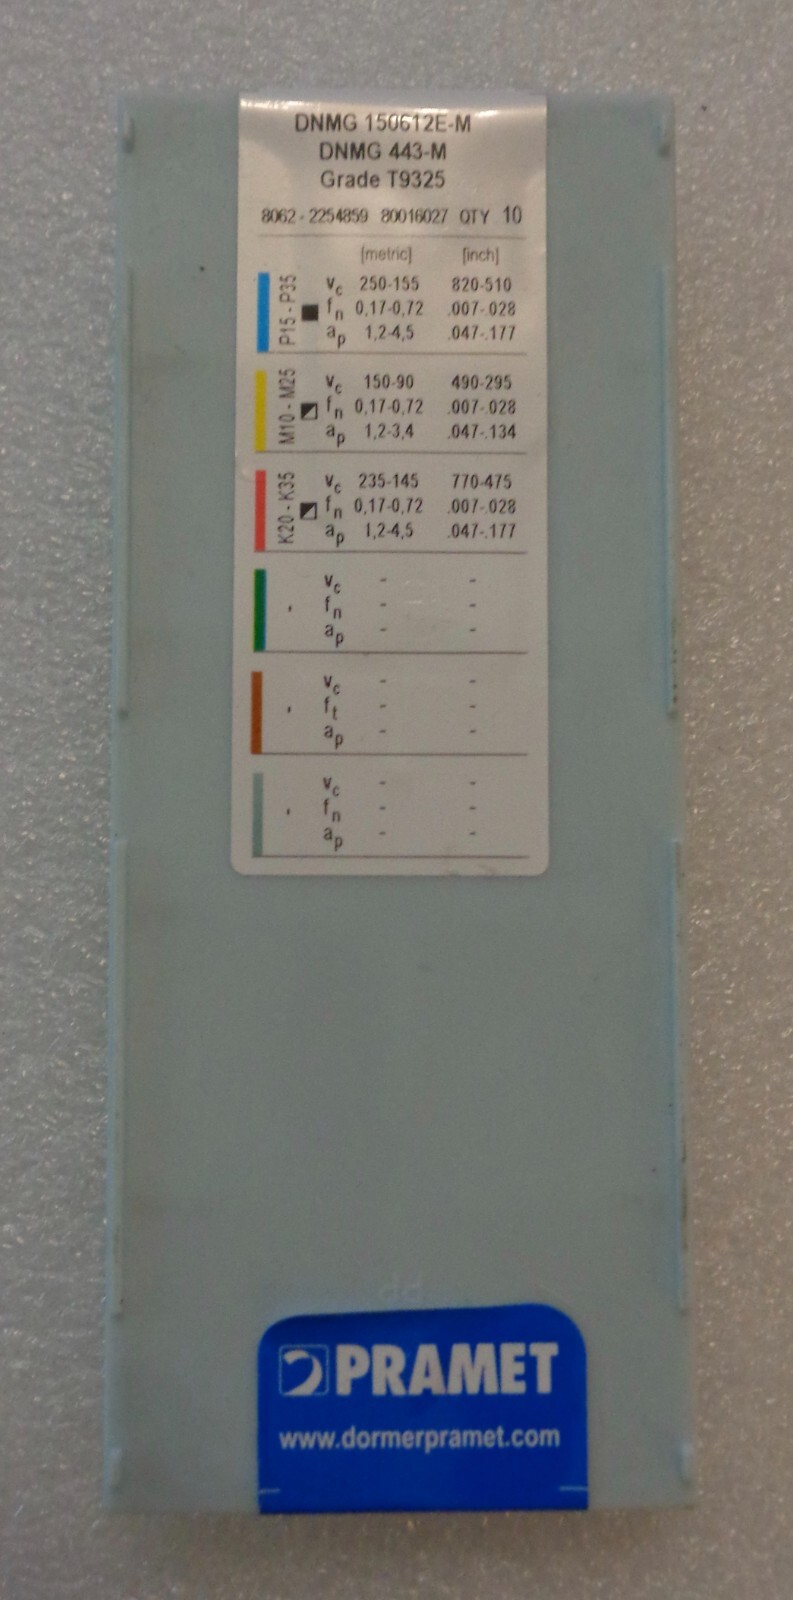 DNMG 150612E-M
DNMG 443-M
Grade T9325
8062 - 2254859 80016027 QTY 10
[metric] [inch]
P15 - P35
vc 250-155 820-510
fn 0,17-0,72 .007-.028
ap 1,2-4,5 .047-.177
M10 - M25
vc 150-90 490-295
fn 0,17-0,72 .007-.028
ap 1,2-3,4 .047-.134
K20 - K35
vc 235-145 770-475
fn 0,17-0,72 .007-.028
ap 1,2-4,5 .047-.177
vc - -
fn - -
ap - -
vc - -
ft - -
ap - -
vc - -
fn - -
ap - -
PRAMET
www.dormerpramet.com